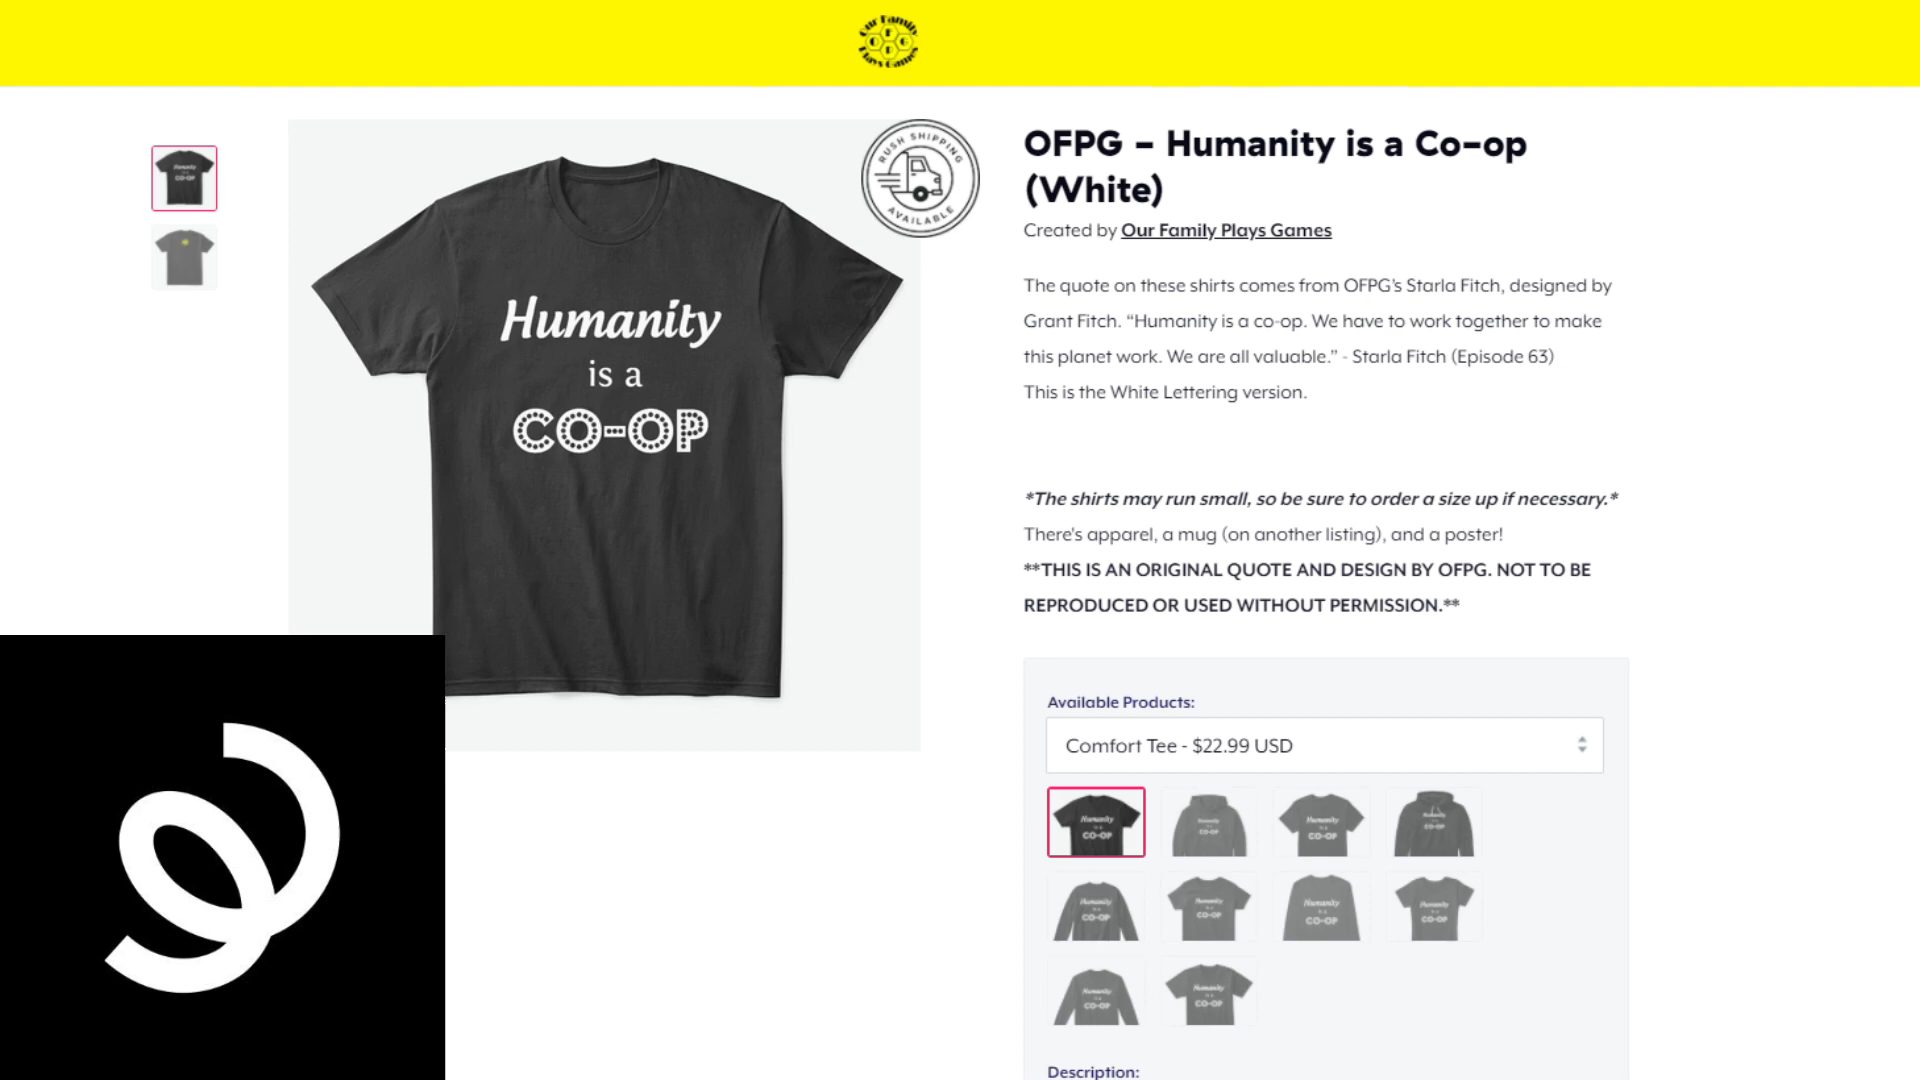 Our Family
O F G
P
Plays Games
RUSH SHIPPING
AVAILABLE
Humanity
is a
CO-OP
OFPG - Humanity is a Co-op
(White)
Created by Our Family Plays Games
The quote on these shirts comes from OFPG's Starla Fitch, designed by
Grant Fitch. “Humanity is a co-op. We have to work together to make
this planet work. We are all valuable.” - Starla Fitch (Episode 63)
This is the White Lettering version.
*The shirts may run small, so be sure to order a size up if necessary.*
There's apparel, a mug (on another listing), and a poster!
**THIS IS AN ORIGINAL QUOTE AND DESIGN BY OFPG. NOT TO BE
REPRODUCED OR USED WITHOUT PERMISSION.**
Available Products:
Comfort Tee - $22.99 USD
Description: